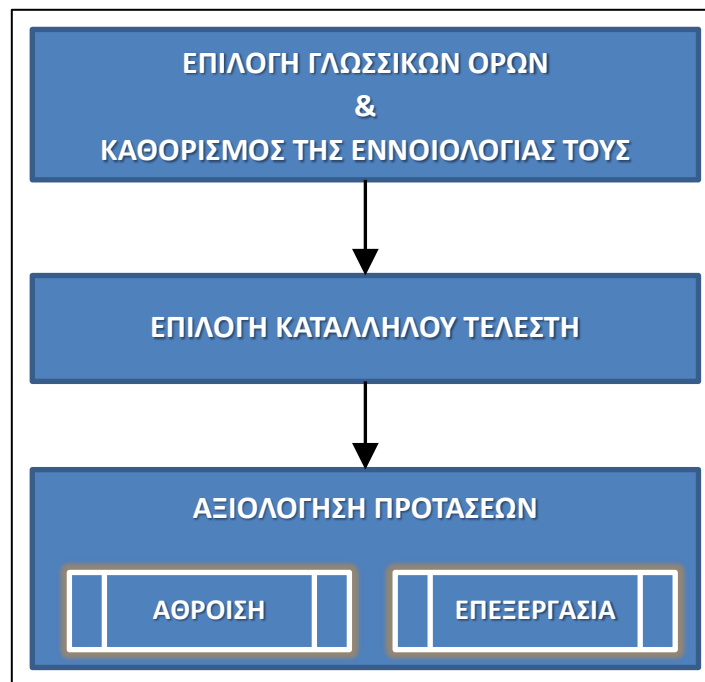 ΕΠΙΛΟΓΗ ΓΛΩΣΣΙΚΩΝ ΟΡΩΝ
&
ΚΑΘΟΡΙΣΜΟΣ ΤΗΣ ΕΝΝΟΙΟΛΟΓΙΑΣ ΤΟΥΣ
ΕΠΙΛΟΓΗ ΚΑΤΑΛΛΗΛΟΥ ΤΕΛΕΣΤΗ
ΑΞΙΟΛΟΓΗΣΗ ΠΡΟΤΑΣΕΩΝ
ΑΘΡΟΙΣΗ
ΕΠΕΞΕΡΓΑΣΙΑ